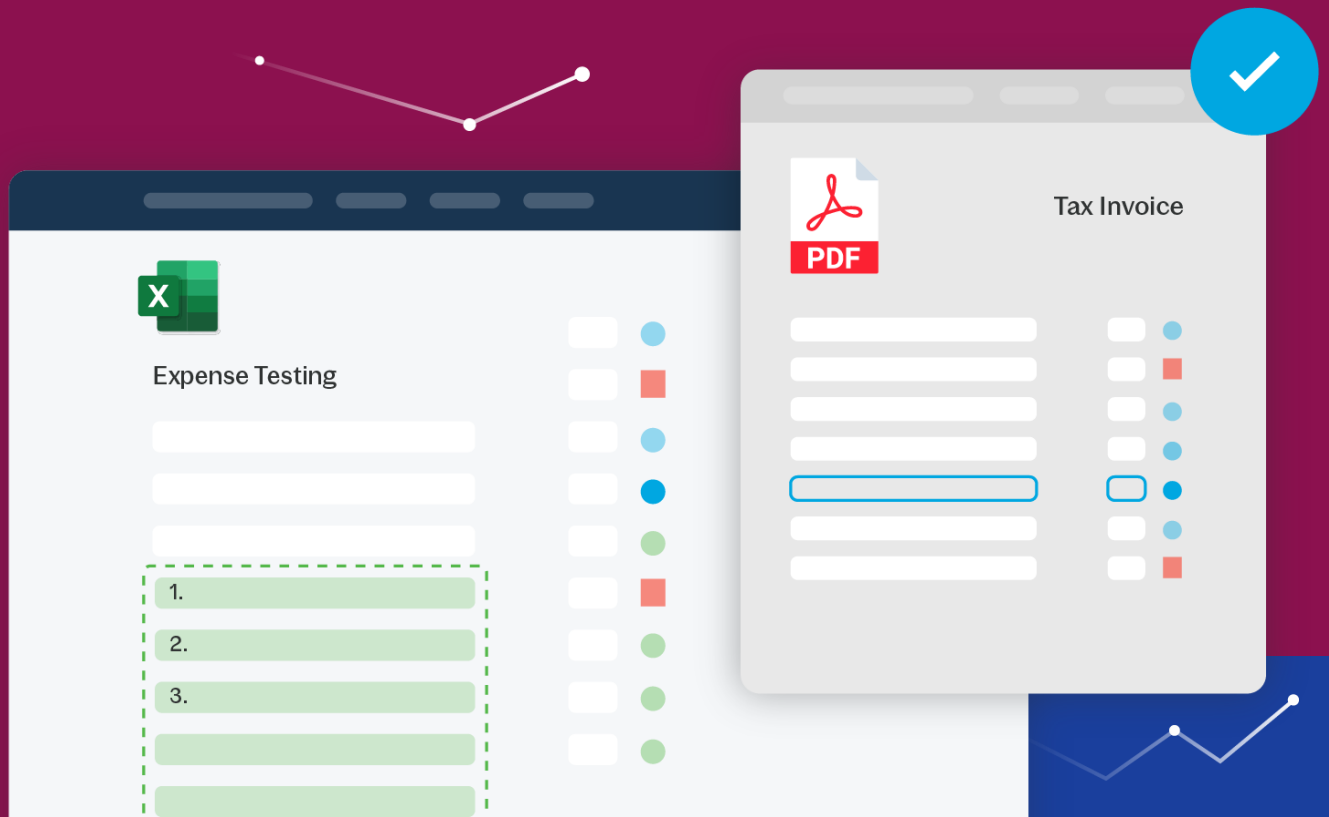 X
Expense Testing
1.
2.
3.
PDF
Tax Invoice